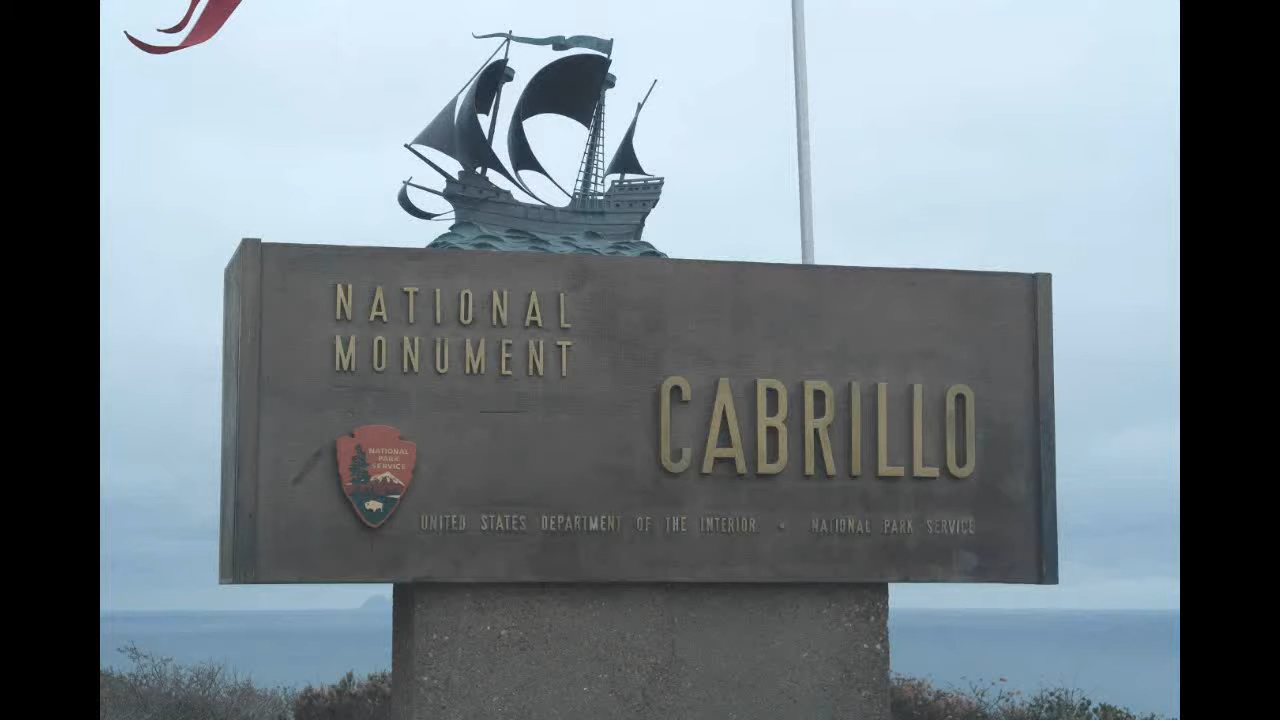 NATIONAL
MONUMENT
CABRILLO
NATIONAL
PARK
SERVICE
UNITED STATES DEPARTMENT OF THE INTERIOR • NATIONAL PARK SERVICE